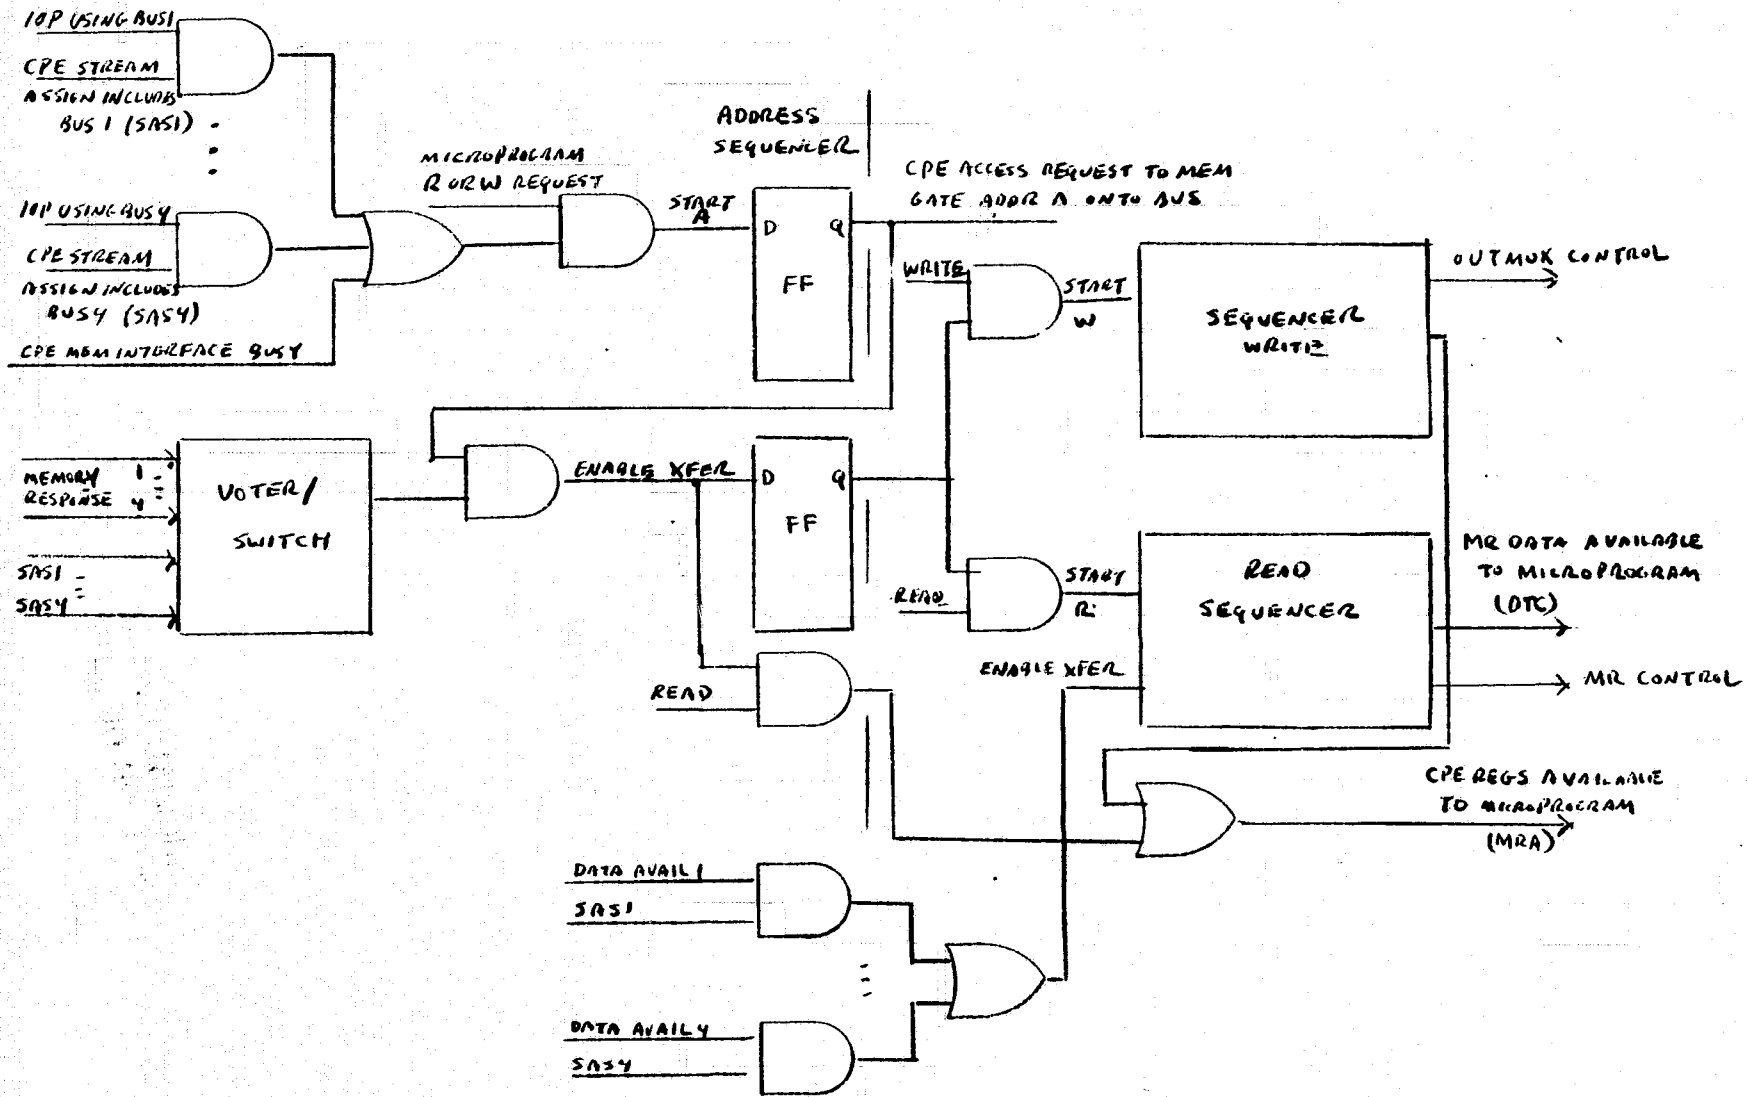 IOP USING BUS1
CPE STREAM
ASSIGN INCLUDES
BUS 1 (SAS1)
IOP USING BUS4
CPE STREAM
ASSIGN INCLUDES
BUS4 (SAS4)
CPE MEM INTERFACE BUSY
MICROPROGRAM
R OR W REQUEST
START
A
ADDRESS
SEQUENCER
D Q
FF
CPE ACCESS REQUEST TO MEM
GATE ADDR A ONTO BUS
WRITE
START
W
SEQUENCER
WRITE
OUTMUX CONTROL
MEMORY 1
RESPONSE 4
SAS1
SAS4
VOTER/
SWITCH
ENABLE XFER
D Q
FF
READ
START
R
READ
SEQUENCER
MR DATA AVAILABLE
TO MICROPROGRAM
(DTC)
ENABLE XFER
MR CONTROL
READ
CPE REGS AVAILABLE
TO MICROPROGRAM
(MRA)
DATA AVAIL 1
SAS1
DATA AVAIL 4
SAS4